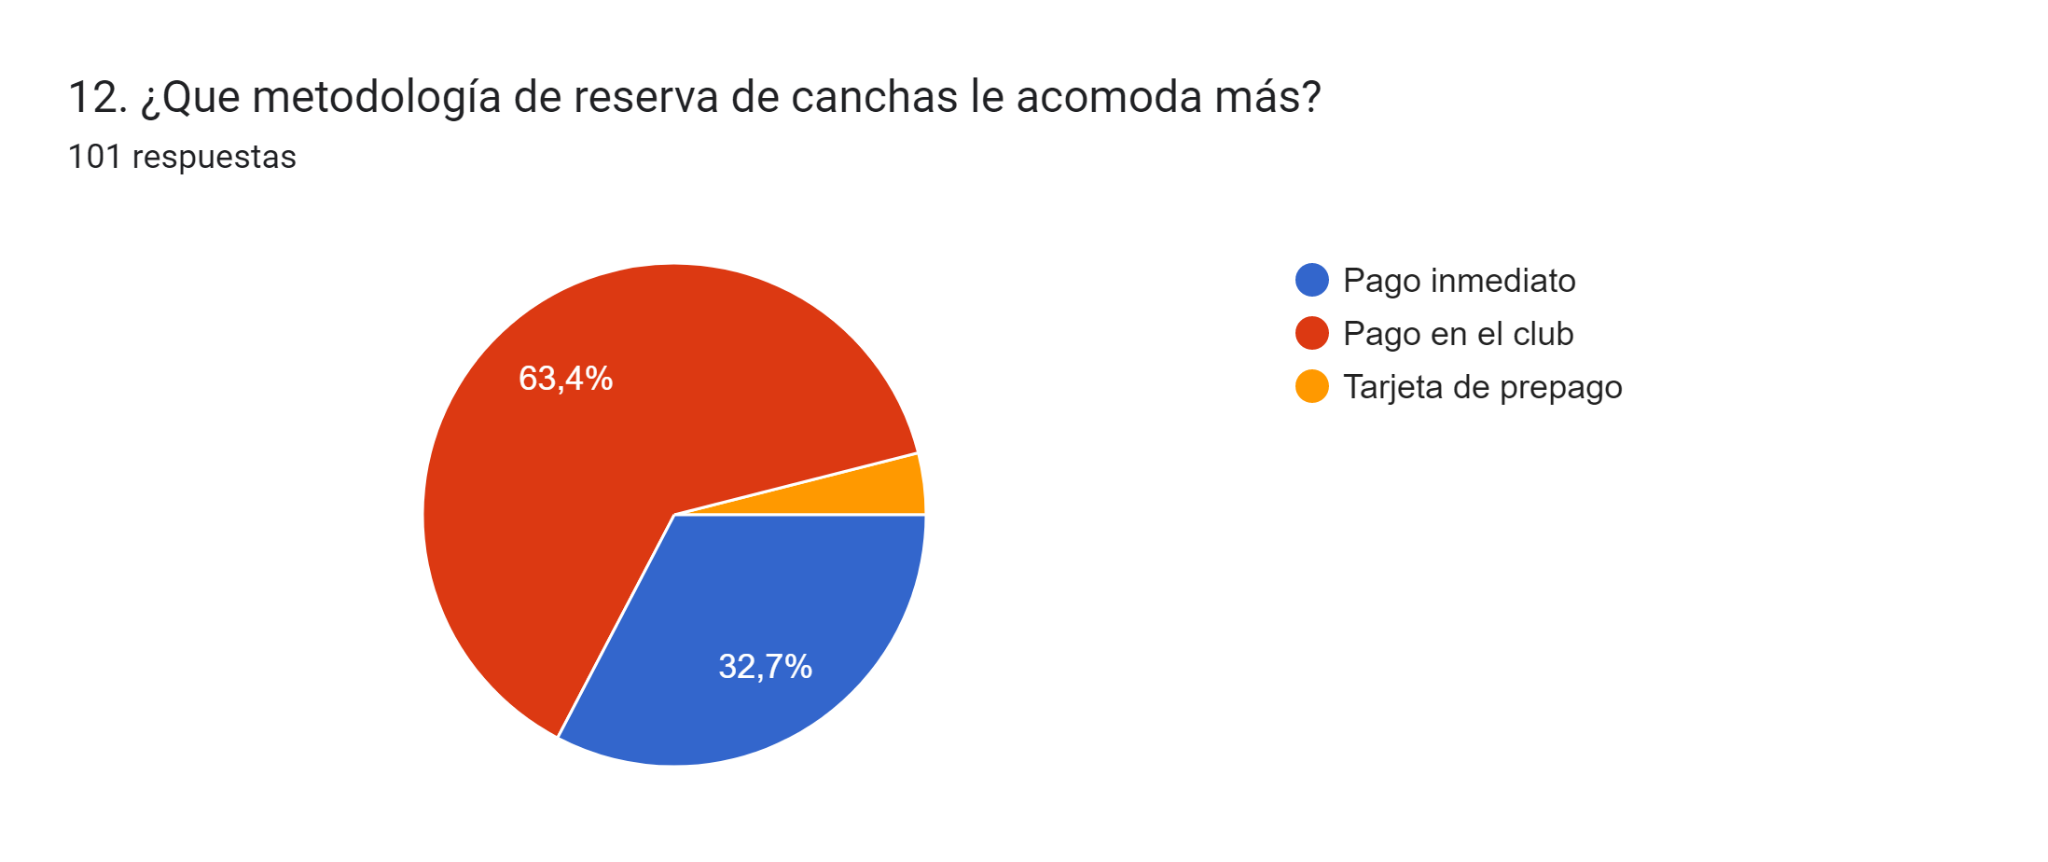 12. ¿Que metodología de reserva de canchas le acomoda más?
101 respuestas
Pago inmediato
Pago en el club
Tarjeta de prepago
63,4%
32,7%